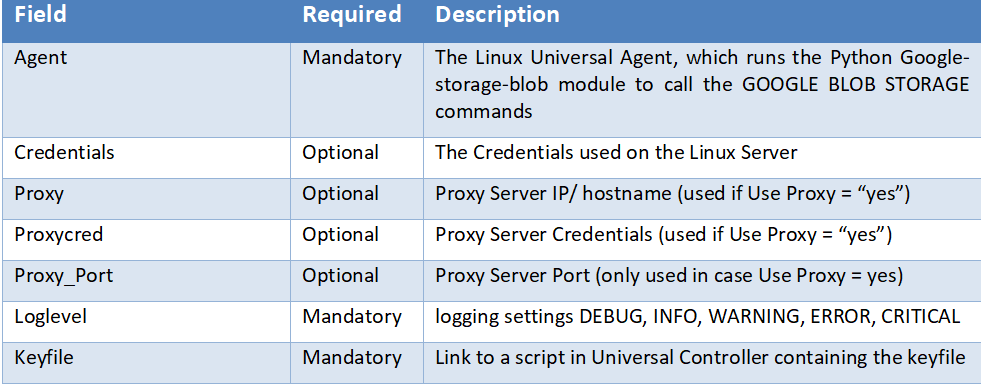 Field Required Description
Agent Mandatory The Linux Universal Agent, which runs the Python Google-
storage-blob module to call the GOOGLE BLOB STORAGE
commands
Credentials Optional The Credentials used on the Linux Server
Proxy Optional Proxy Server IP/ hostname (used if Use Proxy = “yes”)
Proxycred Optional Proxy Server Credentials (used if Use Proxy = “yes”)
Proxy_Port Optional Proxy Server Port (only used in case Use Proxy = yes)
Loglevel Mandatory logging settings DEBUG, INFO, WARNING, ERROR, CRITICAL
Keyfile Mandatory Link to a script in Universal Controller containing the keyfile